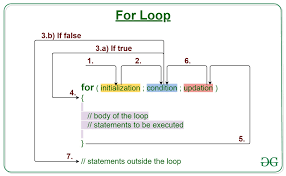 For Loop
3.b) If false
3.a) If true
1. 2. 6.
for ( initialization ; condition ; updation )
4. {
// body of the loop
// statements to be executed
} 5.
7. // statements outside the loop
GG